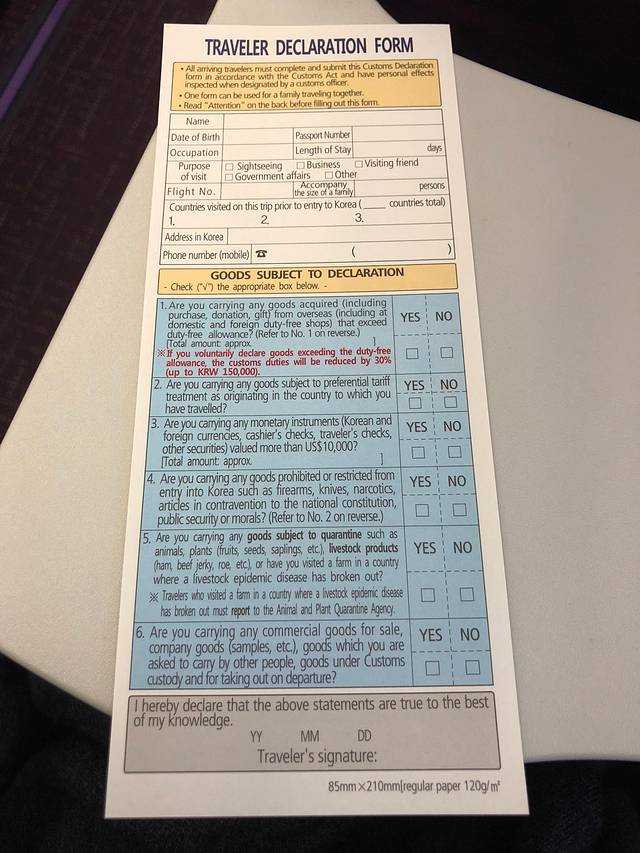 TRAVELER DECLARATION FORM
• All arriving travelers must complete and submit this Customs Declaration
form in accordance with the Customs Act and have personal effects
inspected when designated by a customs officer.
• One form can be used for a family traveling together.
• Read "Attention" on the back before filling out this form.
Name
Date of Birth Passport Number
Occupation Length of Stay days
Purpose of visit □ Sightseeing □ Business □ Visiting friend
□ Government affairs □ Other
Flight No. Accompany the size of a family persons
Countries visited on this trip prior to entry to Korea (____ countries total)
1. 2. 3.
Address in Korea
Phone number (mobile) ☎ ( )
GOODS SUBJECT TO DECLARATION
- Check ("√") the appropriate box below. -
1. Are you carrying any goods acquired (including
purchase, donation, gift) from overseas (including at
domestic and foreign duty-free shops) that exceed
duty-free allowance? (Refer to No. 1 on reverse.)
[Total amount: approx. ]
※ If you voluntarily declare goods exceeding the duty-free
allowance, the customs duties will be reduced by 30%
(up to KRW 150,000).
YES NO
□ □
2. Are you carrying any goods subject to preferential tariff
treatment as originating in the country to which you
have travelled?
YES NO
□ □
3. Are you carrying any monetary instruments (Korean and
foreign currencies, cashier's checks, traveler's checks,
other securities) valued more than US$10,000?
[Total amount: approx. ]
YES NO
□ □
4. Are you carrying any goods prohibited or restricted from
entry into Korea such as firearms, knives, narcotics,
articles in contravention to the national constitution,
public security or morals? (Refer to No. 2 on reverse.)
YES NO
□ □
5. Are you carrying any goods subject to quarantine such as
animals, plants (fruits, seeds, saplings, etc.), livestock products
(ham, beef jerky, roe, etc.), or have you visited a farm in a country
where a livestock epidemic disease has broken out?
※ Travelers who visited a farm in a country where a livestock epidemic disease
has broken out must report to the Animal and Plant Quarantine Agency.
YES NO
□ □
6. Are you carrying any commercial goods for sale,
company goods (samples, etc.), goods which you are
asked to carry by other people, goods under Customs
custody and for taking out on departure?
YES NO
□ □
I hereby declare that the above statements are true to the best
of my knowledge.
YY MM DD
Traveler's signature:
85mm×210mm[regular paper 120g/㎡